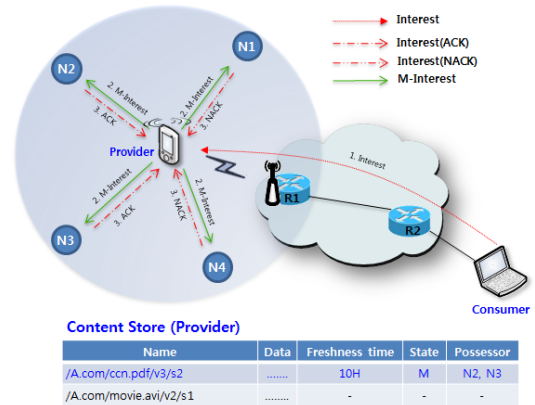 Interest
Interest(ACK)
Interest(NACK)
M-Interest
N1
N2
2. M-Interest
3. ACK
2. M-Interest
3. NACK
Provider
1. Interest
2. M-Interest
3. ACK
2. M-Interest
3. NACK
R1
R2
N3
N4
Consumer
Content Store (Provider)
Name Data Freshness time State Possessor
/A.com/ccn.pdf/v3/s2 ....... 10H M N2, N3
/A.com/movie.avi/v2/s1 ........ - - -